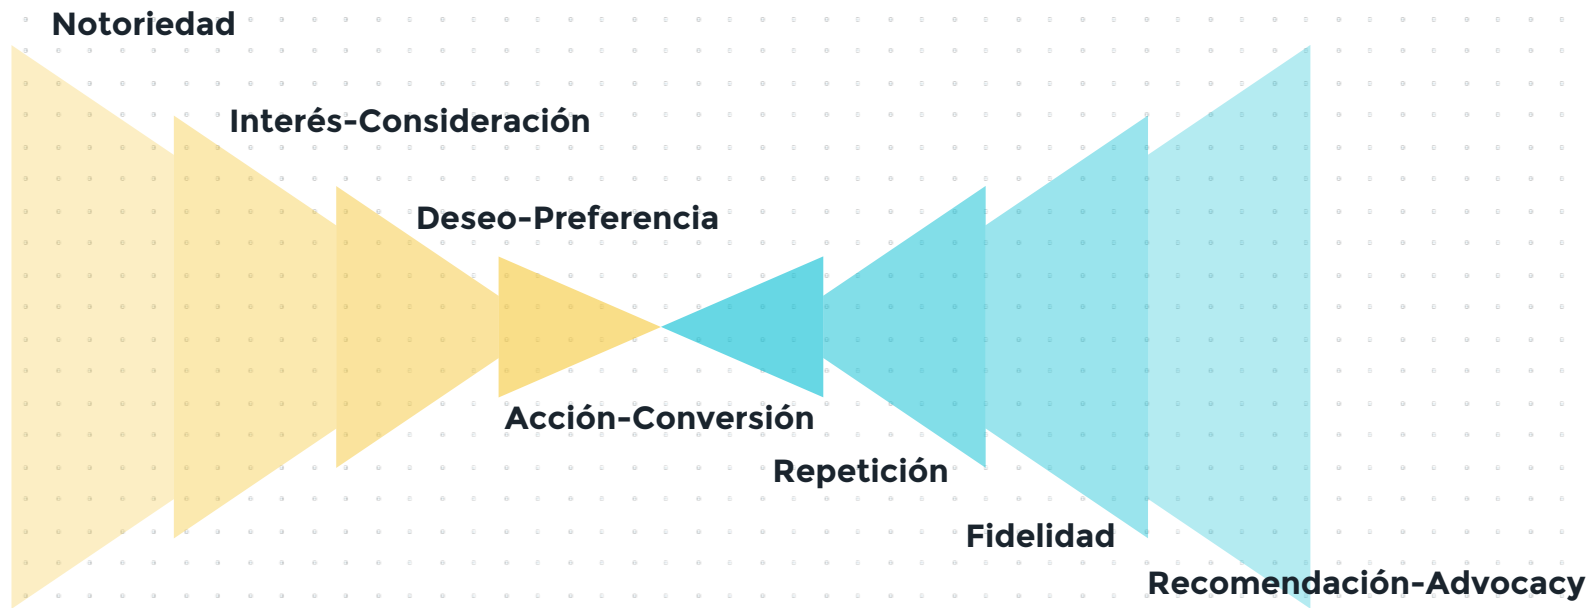 Notoriedad
Interés-Consideración
Deseo-Preferencia
Acción-Conversión
Repetición
Fidelidad
Recomendación-Advocacy